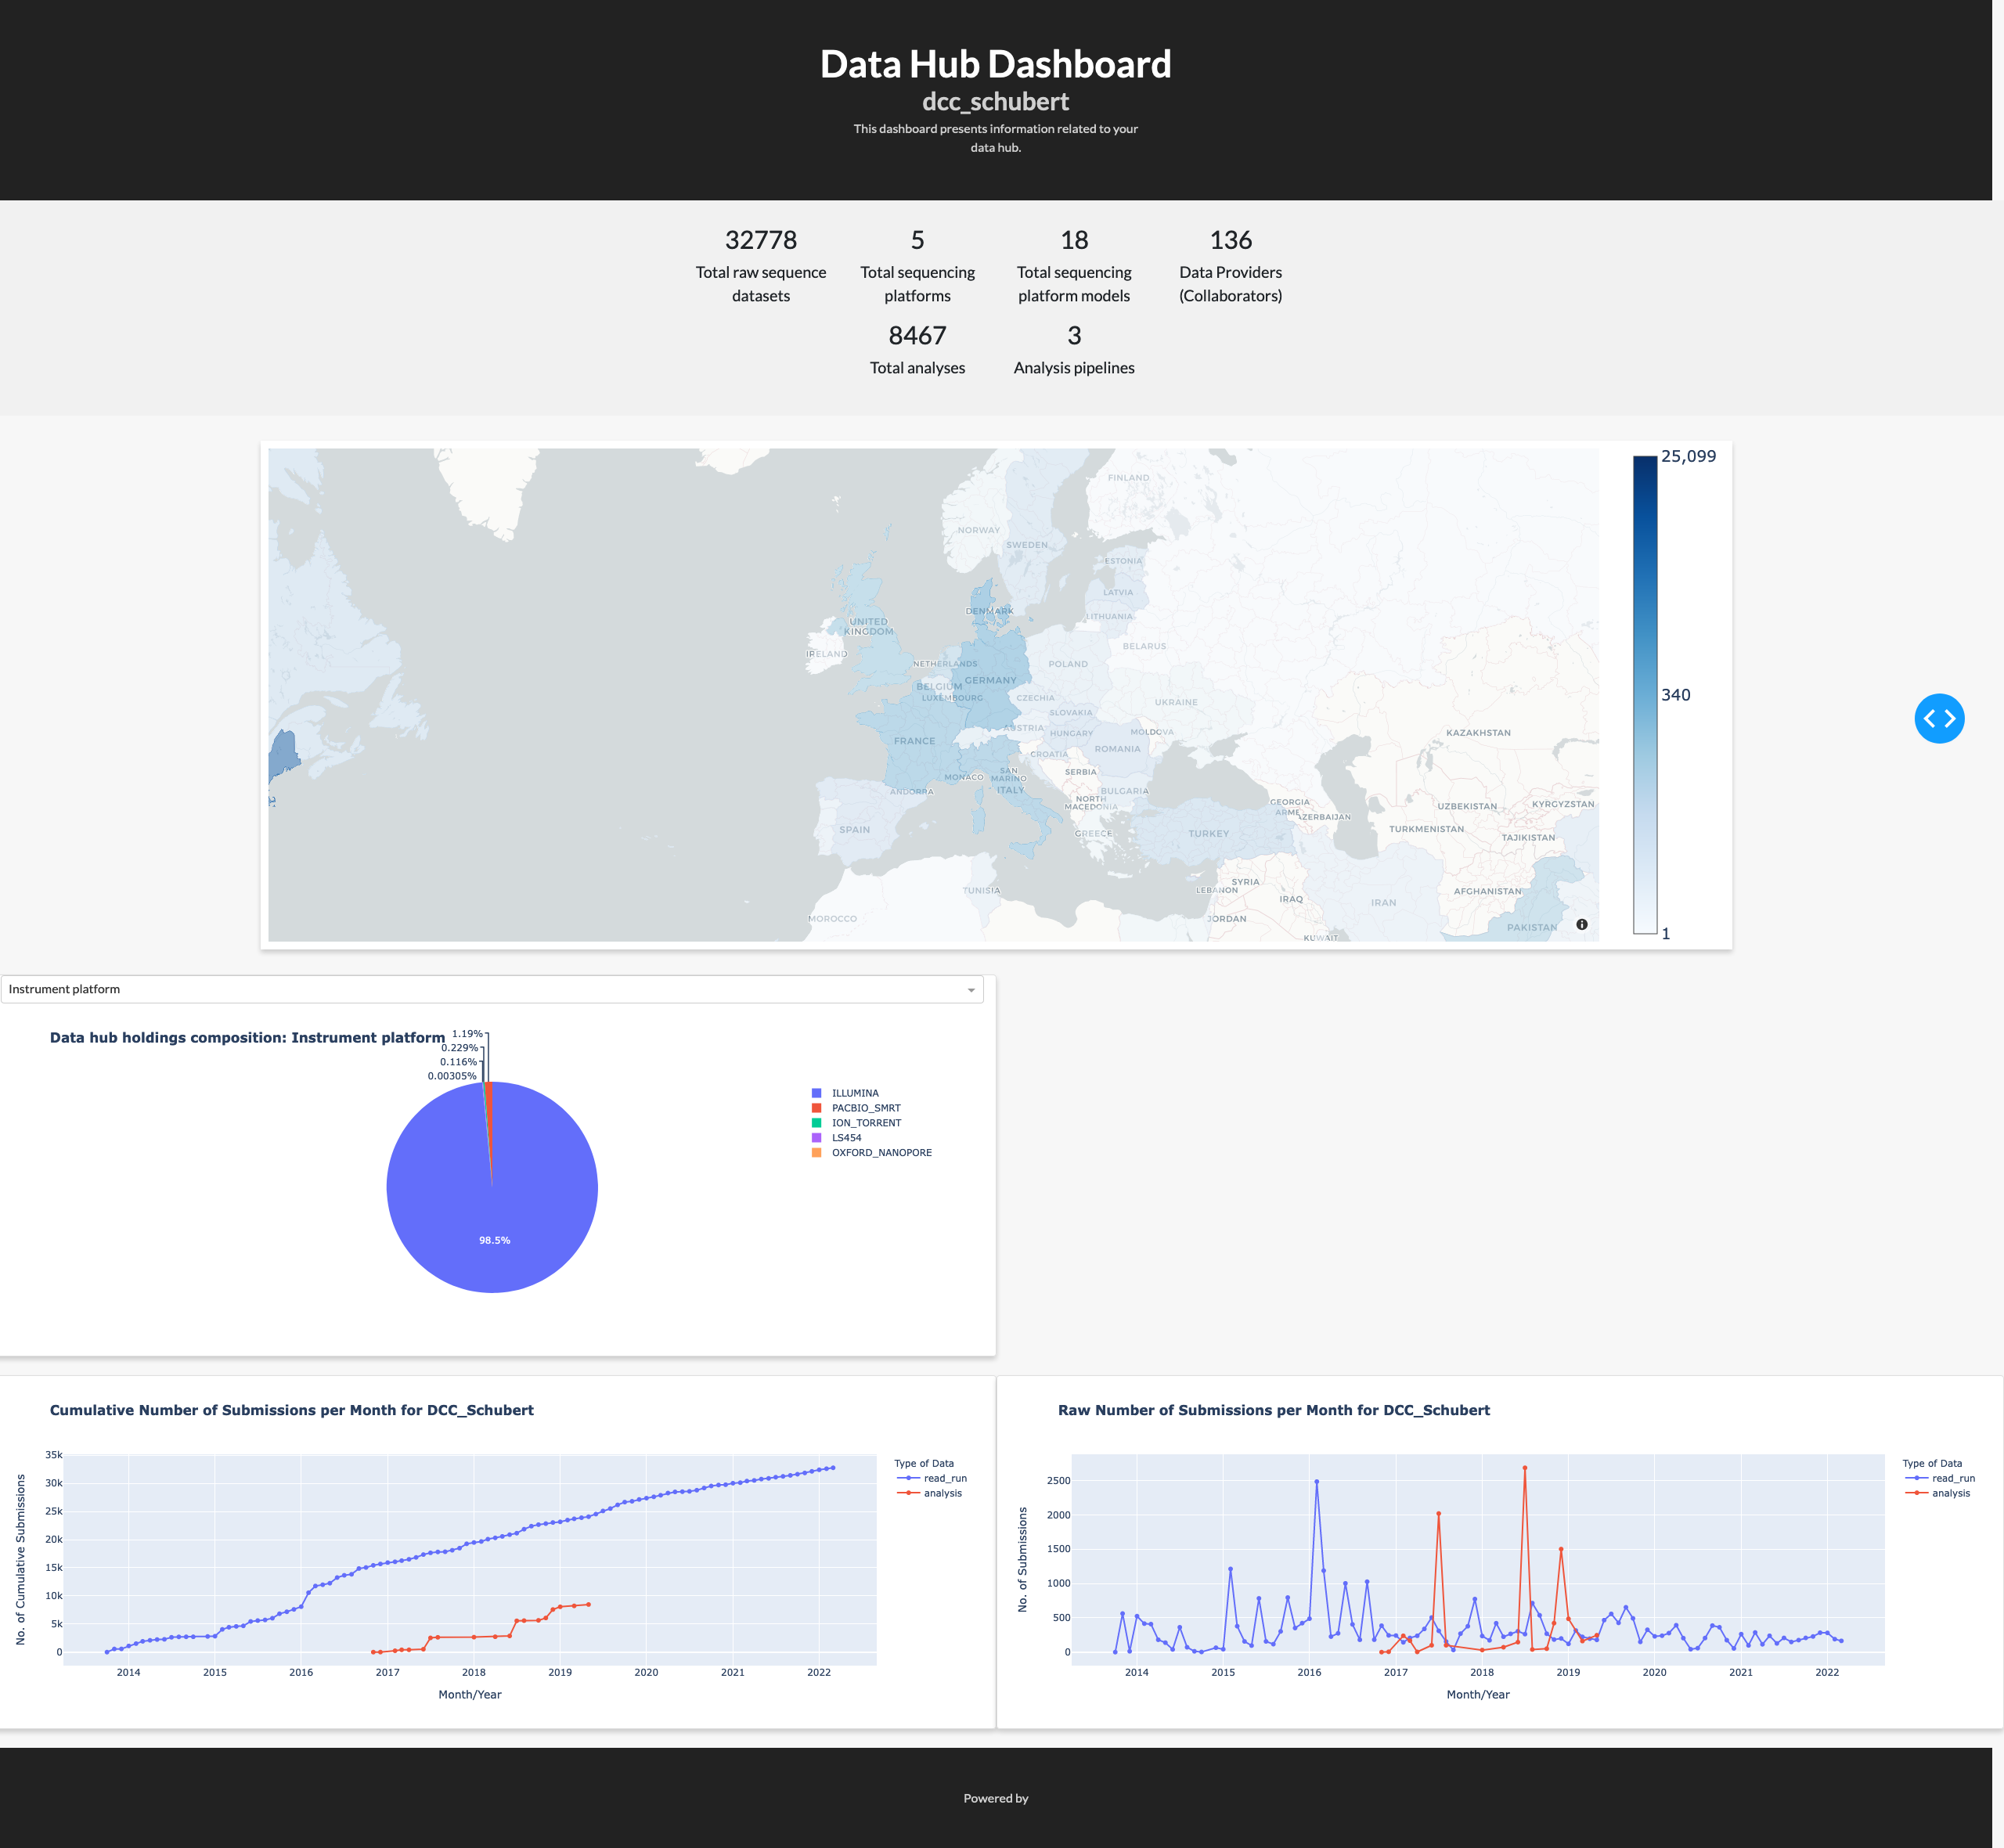 Data Hub Dashboard
dcc_schubert
This dashboard presents information related to your
data hub.
32778
Total raw sequence
datasets
5
Total sequencing
platforms
18
Total sequencing
platform models
136
Data Providers
(Collaborators)
8467
Total analyses
3
Analysis pipelines
FINLAND
NORWAY
SWEDEN
ESTONIA
LATVIA
LITHUANIA
DENMARK
UNITED
KINGDOM
IRELAND
BELARUS
NETHERLANDS
POLAND
GERMANY
BELGIUM
LUXEMBOURG
CZECHIA
UKRAINE
SLOVAKIA
AUSTRIA
HUNGARY
MOLDOVA
FRANCE
ROMANIA
CROATIA
KAZAKHSTAN
SAN
MARINO
MONACO
SERBIA
ITALY
ANDORRA
BULGARIA
NORTH
MACEDONIA
GEORGIA
ARME
ZERBAIJAN
UZBEKISTAN
KYRGYZSTAN
SPAIN
GREECE
TURKEY
TURKMENISTAN
TAJIKISTAN
TUNISIA
LEBANON
SYRIA
IRAQ
IRAN
AFGHANISTAN
MOROCCO
JORDAN
KUWAIT
PAKISTAN
25,099
340
1
Instrument platform
Data hub holdings composition: Instrument platform
1.19%
0.229%
0.116%
0.00305%
98.5%
ILLUMINA
PACBIO_SMRT
ION_TORRENT
LS454
OXFORD_NANOPORE
Cumulative Number of Submissions per Month for DCC_Schubert
No. of Cumulative Submissions
35k
30k
25k
20k
15k
10k
5k
0
2014 2015 2016 2017 2018 2019 2020 2021 2022
Month/Year
Type of Data
read_run
analysis
Raw Number of Submissions per Month for DCC_Schubert
No. of Submissions
2500
2000
1500
1000
500
0
2014 2015 2016 2017 2018 2019 2020 2021 2022
Month/Year
Type of Data
read_run
analysis
Powered by